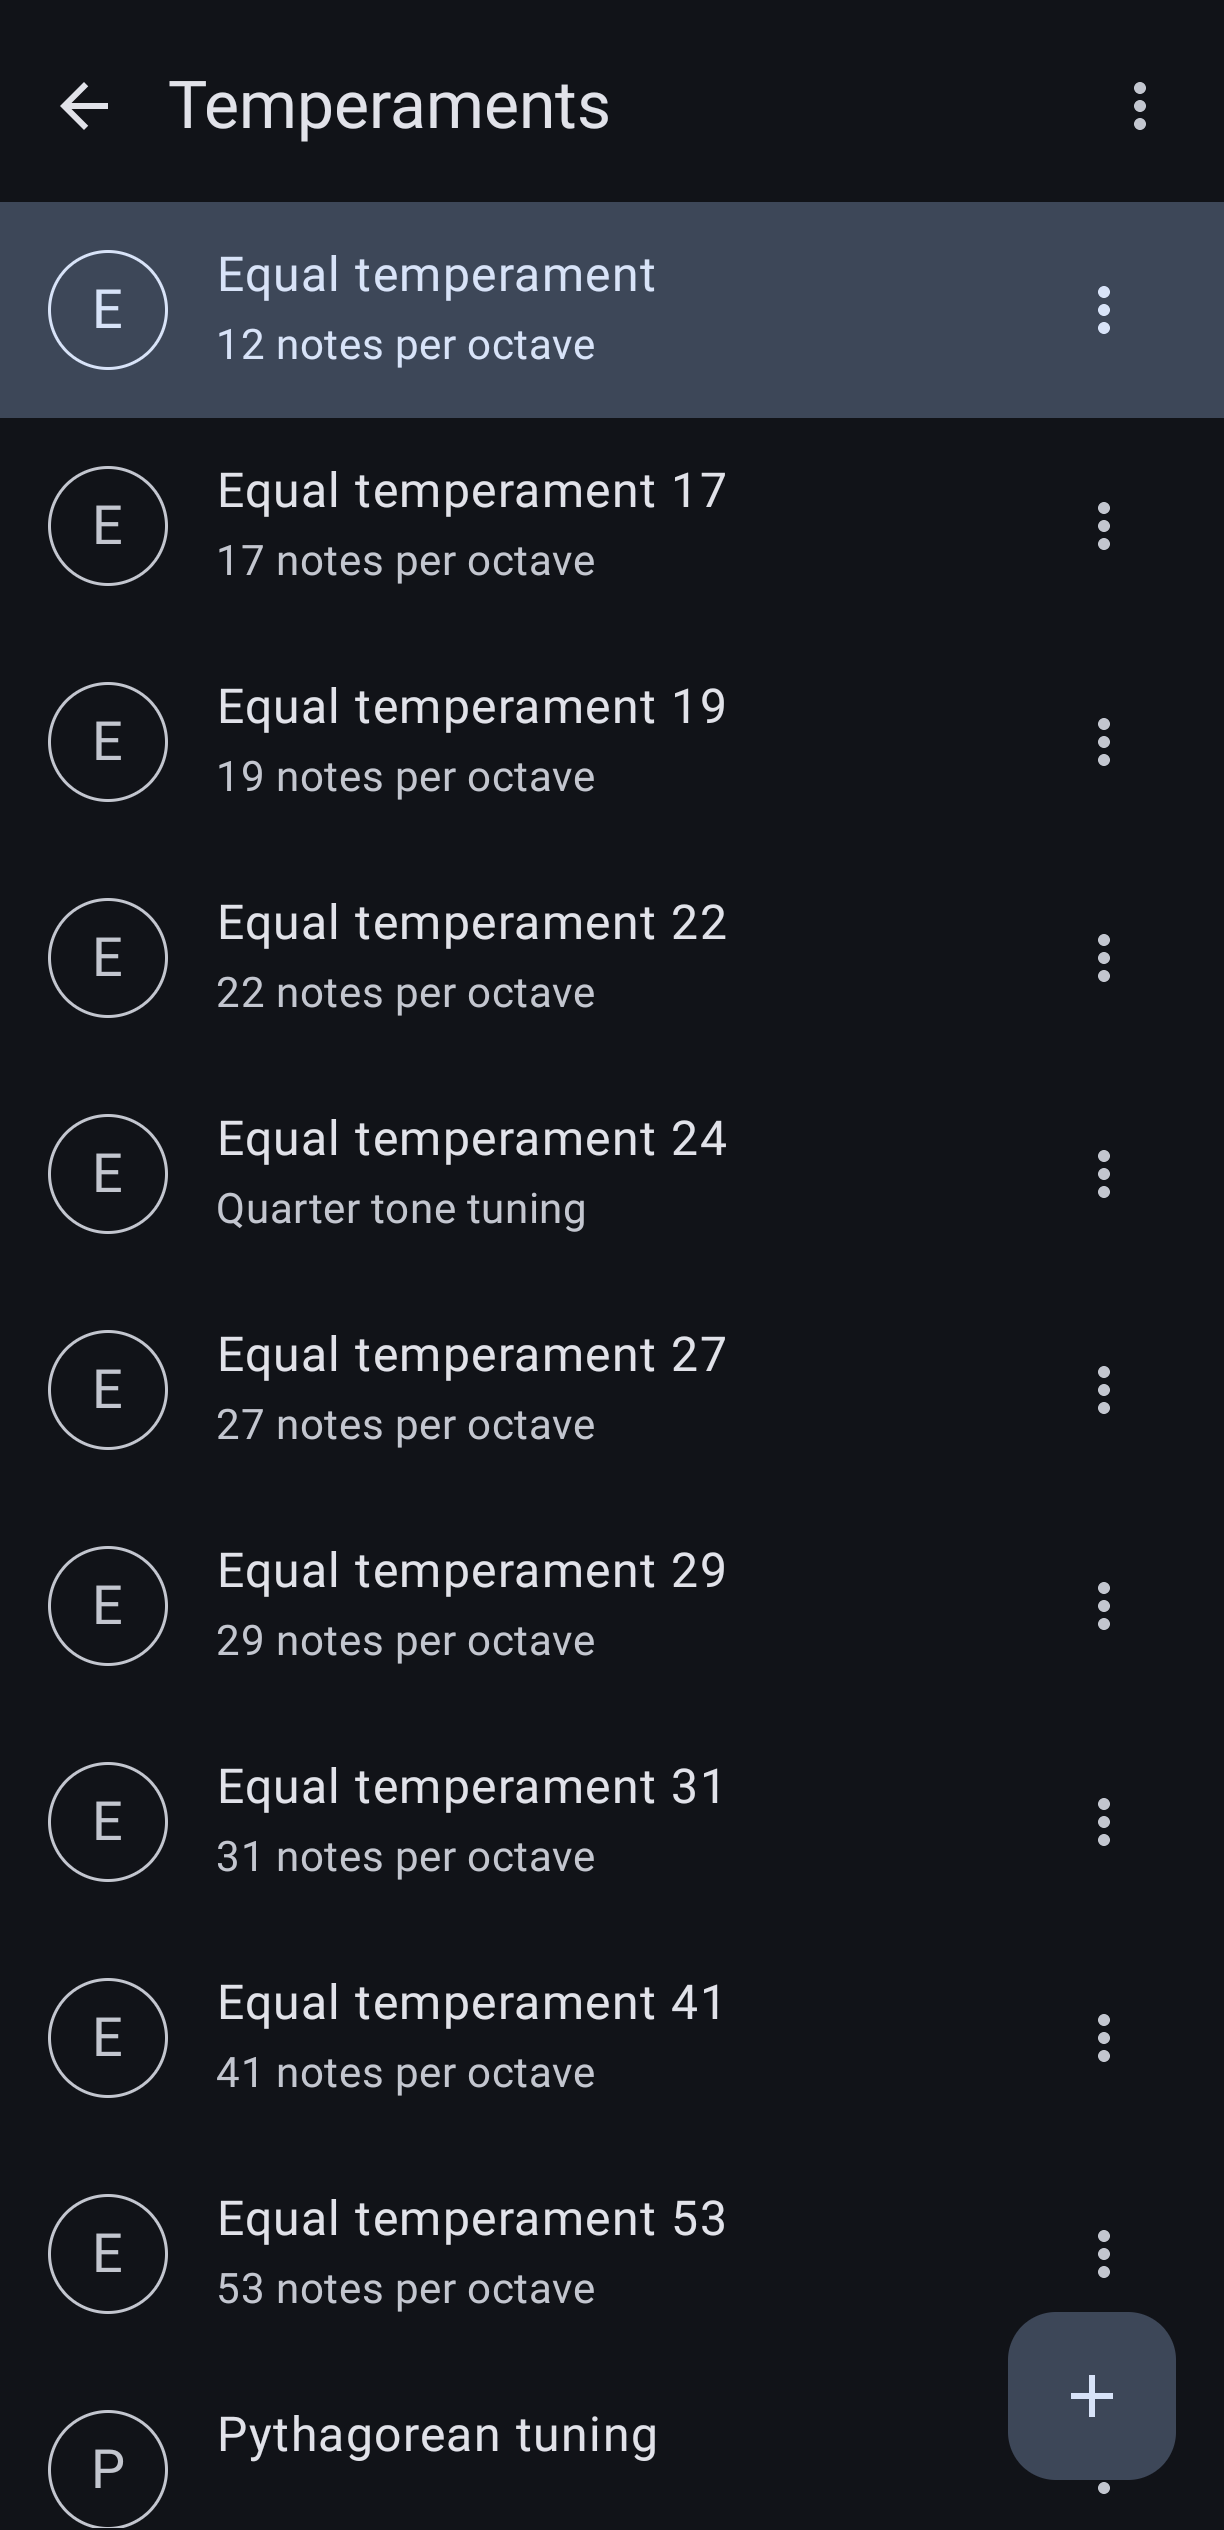 Temperaments
E
Equal temperament
12 notes per octave
E
Equal temperament 17
17 notes per octave
E
Equal temperament 19
19 notes per octave
E
Equal temperament 22
22 notes per octave
E
Equal temperament 24
Quarter tone tuning
E
Equal temperament 27
27 notes per octave
E
Equal temperament 29
29 notes per octave
E
Equal temperament 31
31 notes per octave
E
Equal temperament 41
41 notes per octave
E
Equal temperament 53
53 notes per octave
P
Pythagorean tuning